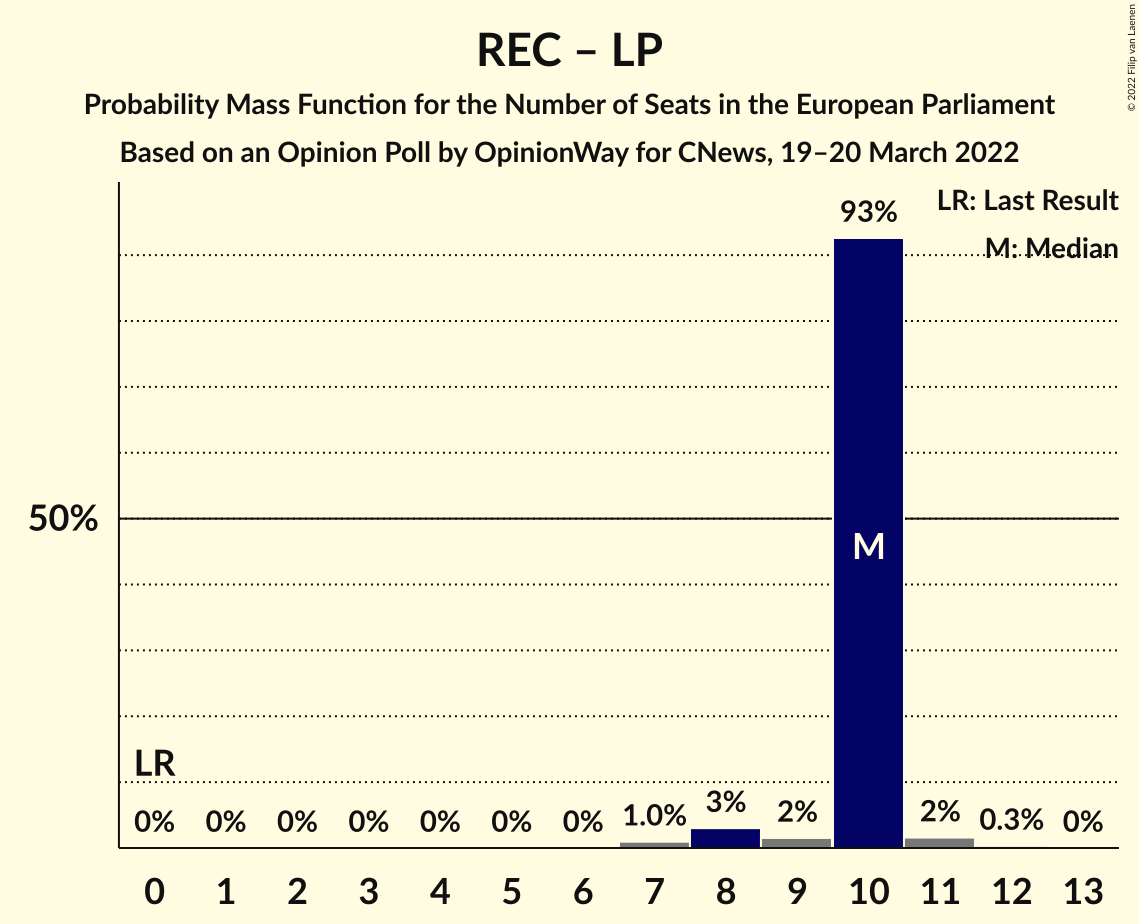 REC – LP
Probability Mass Function for the Number of Seats in the European Parliament
Based on an Opinion Poll by OpinionWay for CNews, 19–20 March 2022
© 2022 Filip van Laenen
LR: Last Result
M: Median
93%
50%
M
LR
0% 0% 0% 0% 0% 0% 0% 1.0% 3% 2% 2% 0.3% 0%
0 1 2 3 4 5 6 7 8 9 10 11 12 13